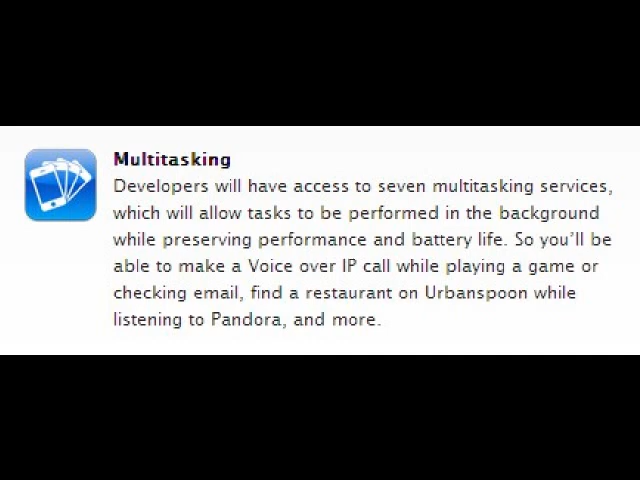 Multitasking
Developers will have access to seven multitasking services,
which will allow tasks to be performed in the background
while preserving performance and battery life. So you’ll be
able to make a Voice over IP call while playing a game or
checking email, find a restaurant on Urbanspoon while
listening to Pandora, and more.